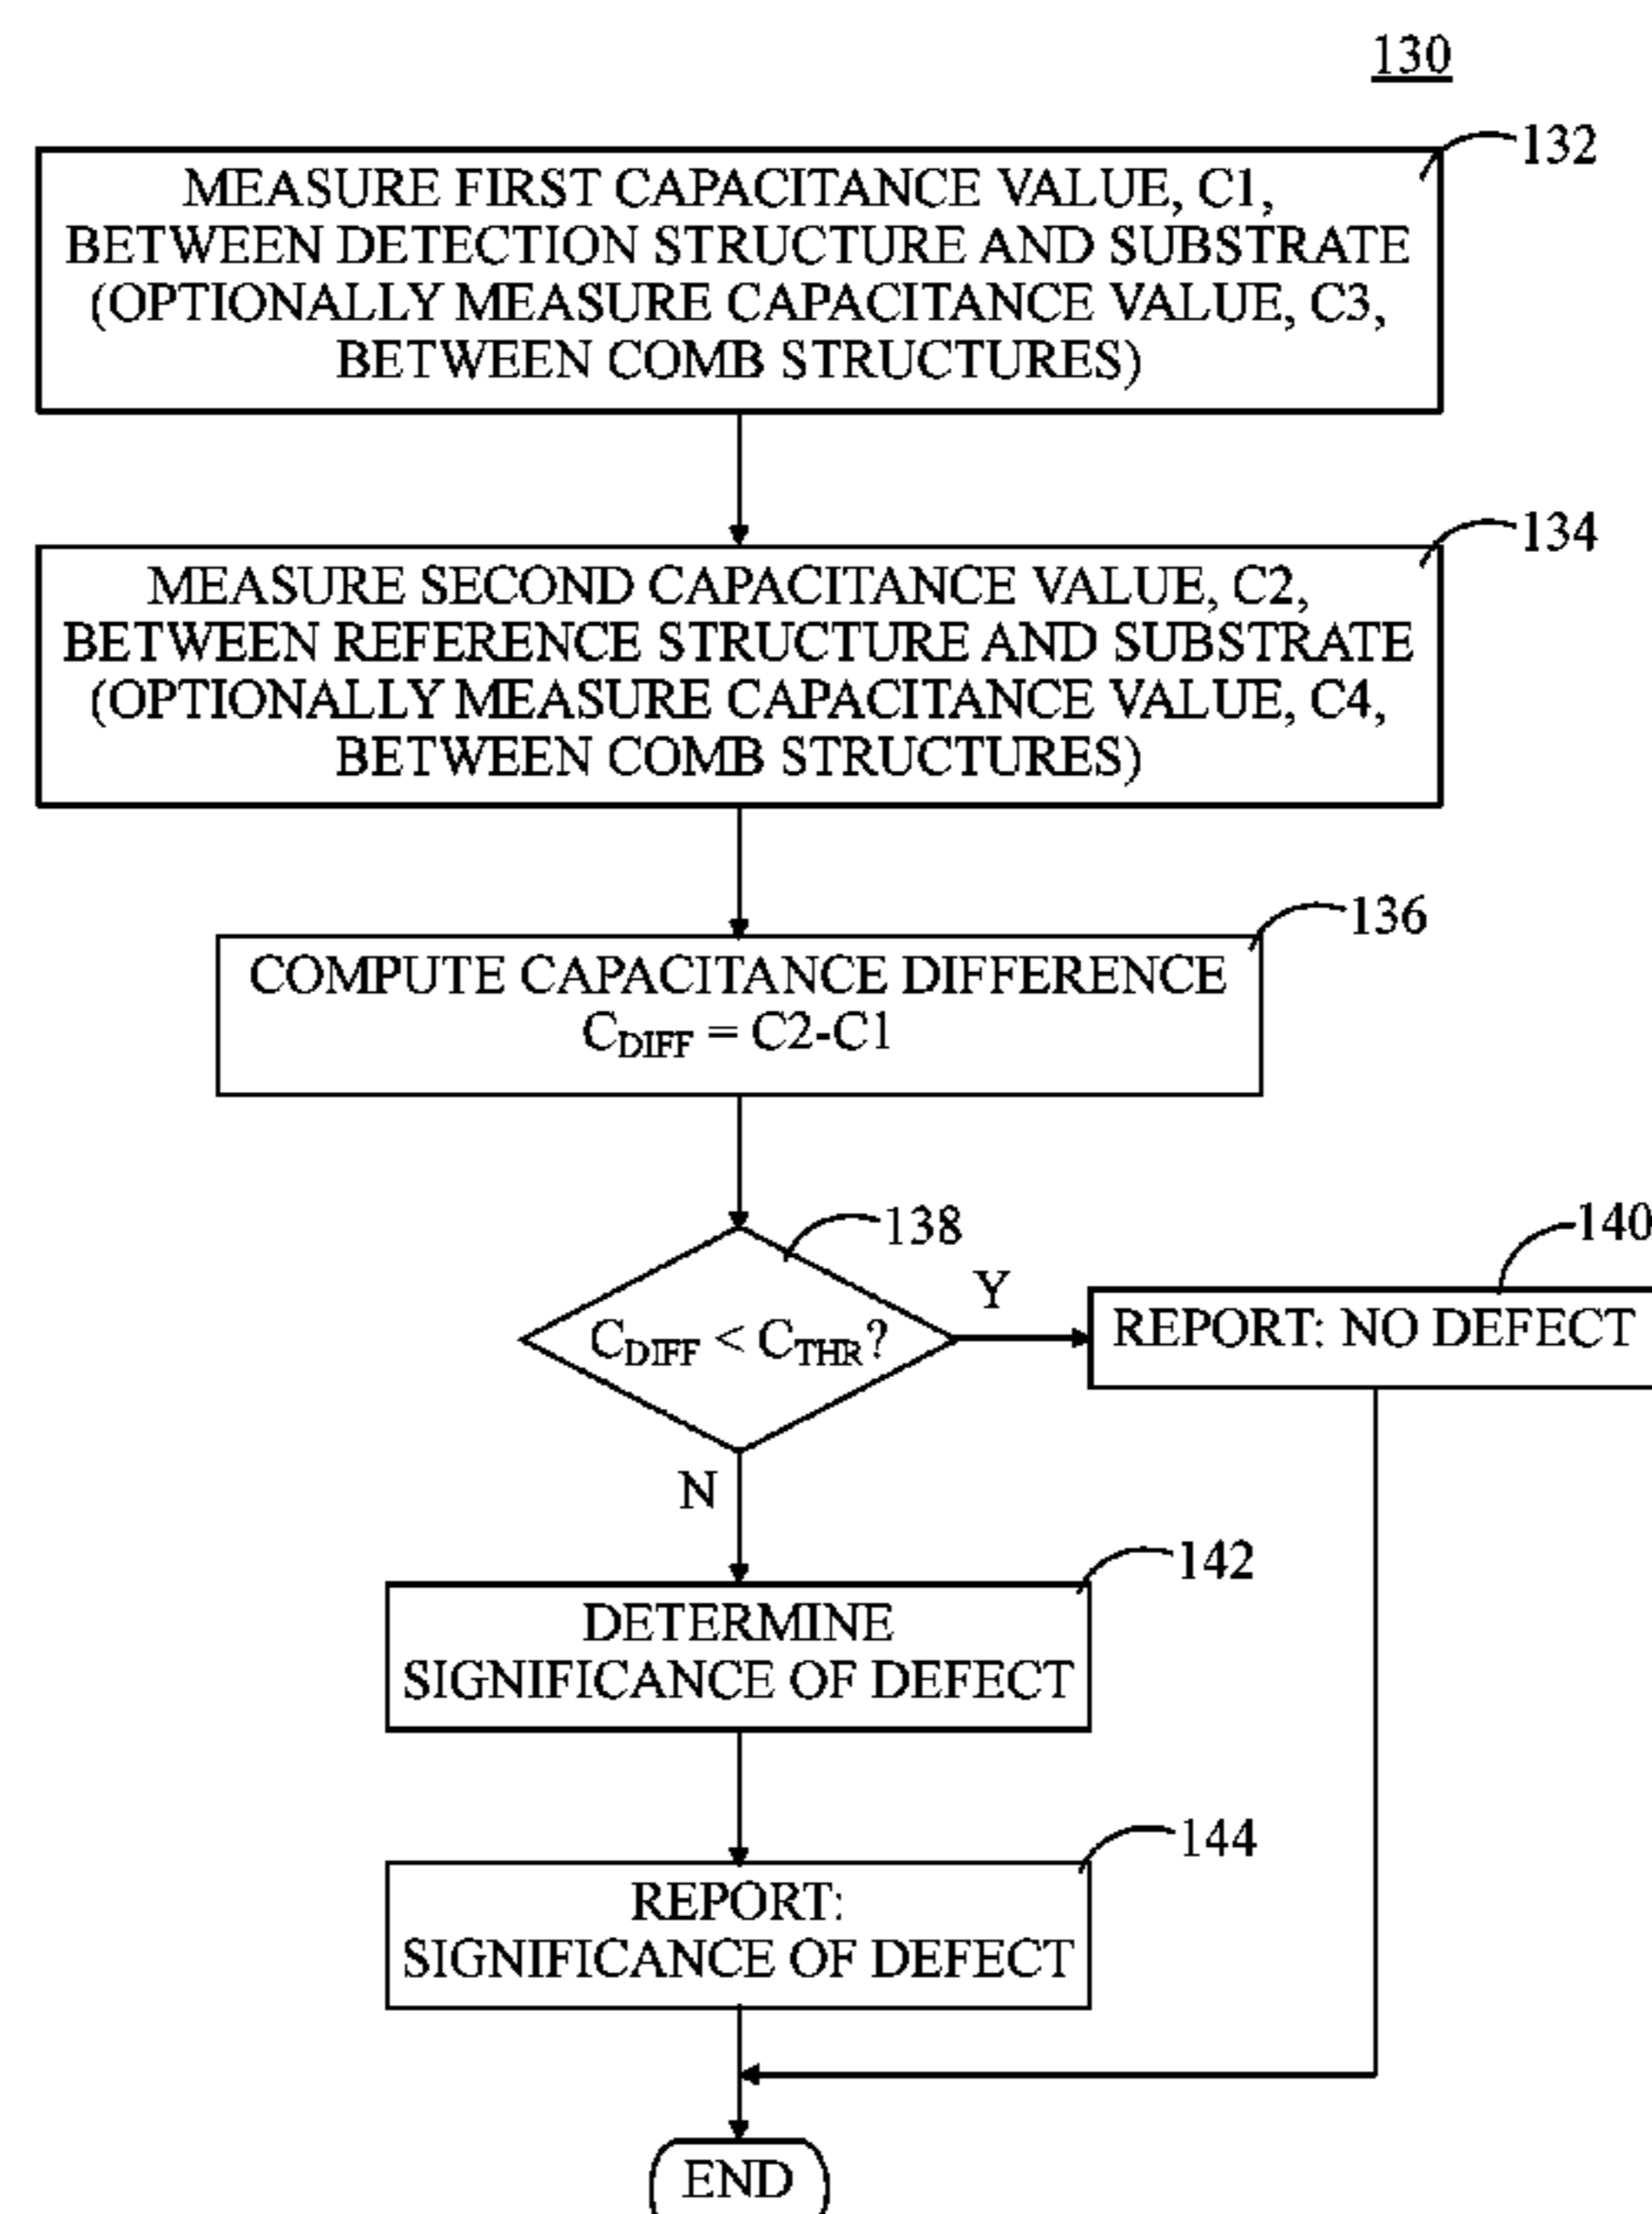 130
132
MEASURE FIRST CAPACITANCE VALUE, C1,
BETWEEN DETECTION STRUCTURE AND SUBSTRATE
(OPTIONALLY MEASURE CAPACITANCE VALUE, C3,
BETWEEN COMB STRUCTURES)
134
MEASURE SECOND CAPACITANCE VALUE, C2,
BETWEEN REFERENCE STRUCTURE AND SUBSTRATE
(OPTIONALLY MEASURE CAPACITANCE VALUE, C4,
BETWEEN COMB STRUCTURES)
136
COMPUTE CAPACITANCE DIFFERENCE
CDIFF = C2-C1
138
140
Y
CDIFF < CTHR?
REPORT: NO DEFECT
N
142
DETERMINE
SIGNIFICANCE OF DEFECT
144
REPORT:
SIGNIFICANCE OF DEFECT
END